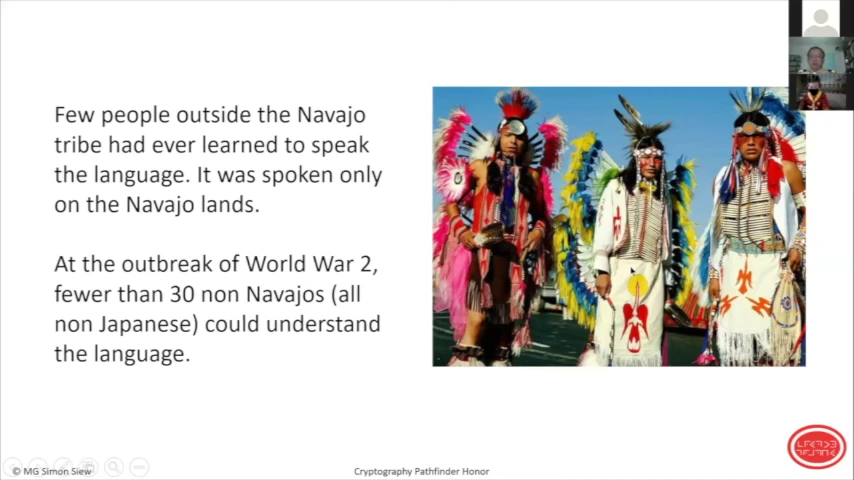 Few people outside the Navajo
tribe had ever learned to speak
the language. It was spoken only
on the Navajo lands.
At the outbreak of World War 2,
fewer than 30 non Navajos (all
non Japanese) could understand
the language.
© MG Simon Siew
Cryptography Pathfinder Honor